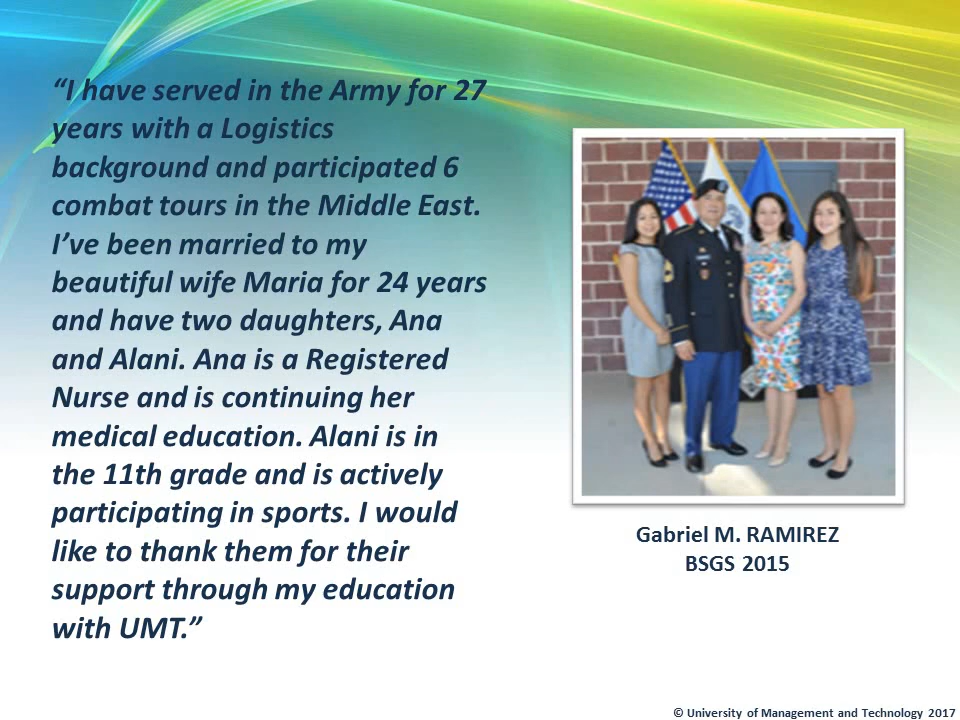 “I have served in the Army for 27
years with a Logistics
background and participated 6
combat tours in the Middle East.
I’ve been married to my
beautiful wife Maria for 24 years
and have two daughters, Ana
and Alani. Ana is a Registered
Nurse and is continuing her
medical education. Alani is in
the 11th grade and is actively
participating in sports. I would
like to thank them for their
support through my education
with UMT.”
Gabriel M. RAMIREZ
BSGS 2015
© University of Management and Technology 2017